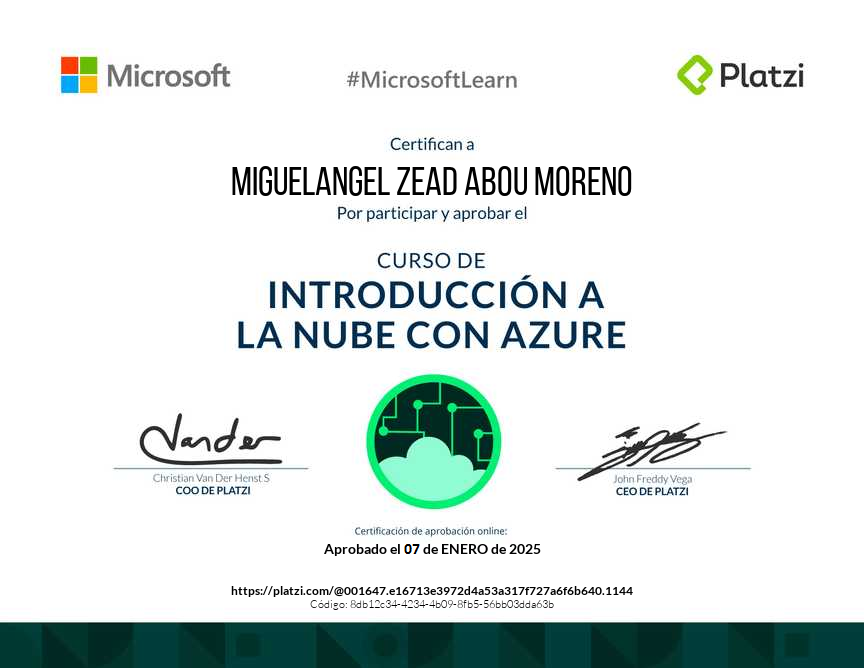 Microsoft
#MicrosoftLearn
Platzi
Certifican a
MIGUELANGEL ZEAD ABOU MORENO
Por participar y aprobar el
CURSO DE
INTRODUCCIÓN A
LA NUBE CON AZURE
Vander
Christian Van Der Henst S
COO DE PLATZI
John Freddy Vega
CEO DE PLATZI
Certificación de aprobación online:
Aprobado el 07 de ENERO de 2025
https://platzi.com/@001647.e16713e3972d4a53a317f727a6f6b640.1144
Código: 8db12c34-4234-4b09-8fb5-56bb03dda63b